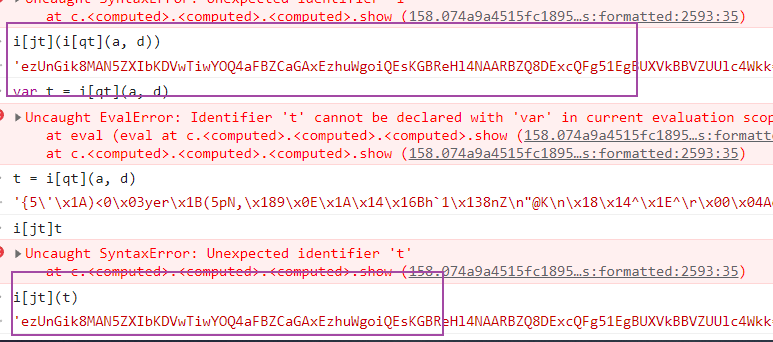 Uncaught SyntaxError: Unexpected identifier 'i'
at c.<computed>.<computed>.show (158.074a9a4515fc1895…s:formatted:2593:35)
i[jt](i[qt](a, d))
'ezUnGik8MAN5ZXIbKDVwTiwYOQ4aFBZCaGAxEzhuWgoiQEsKGBReHl4NAARBZQ8DExcQFg51EgBUXVkBBVZUUlc4Wkk
var t = i[qt](a, d)
Uncaught EvalError: Identifier 't' cannot be declared with 'var' in current evaluation scop
at eval (eval at c.<computed>.<computed>.<computed>.show (158.074a9a4515fc1895…s:formatte
at c.<computed>.<computed>.<computed>.show (158.074a9a4515fc1895…s:formatted:2593:35)
t = i[qt](a, d)
'{5\'\x1A)<0\x03yer\x1B(5pN,\x189\x0E\x1A\x14\x16Bh`1\x138nZ\n"@K\n\x18\x14^\x1E^\r\x00\x04A
i[jt]t
Uncaught SyntaxError: Unexpected identifier 't'
at c.<computed>.<computed>.<computed>.show (158.074a9a4515fc1895…s:formatted:2593:35)
i[jt](t)
'ezUnGik8MAN5ZXIbKDVwTiwYOQ4aFBZCaGAxEzhuWgoiQEsKGBReHl4NAARBZQ8DExcQFg51EgBUXVkBBVZUUlc4Wkk